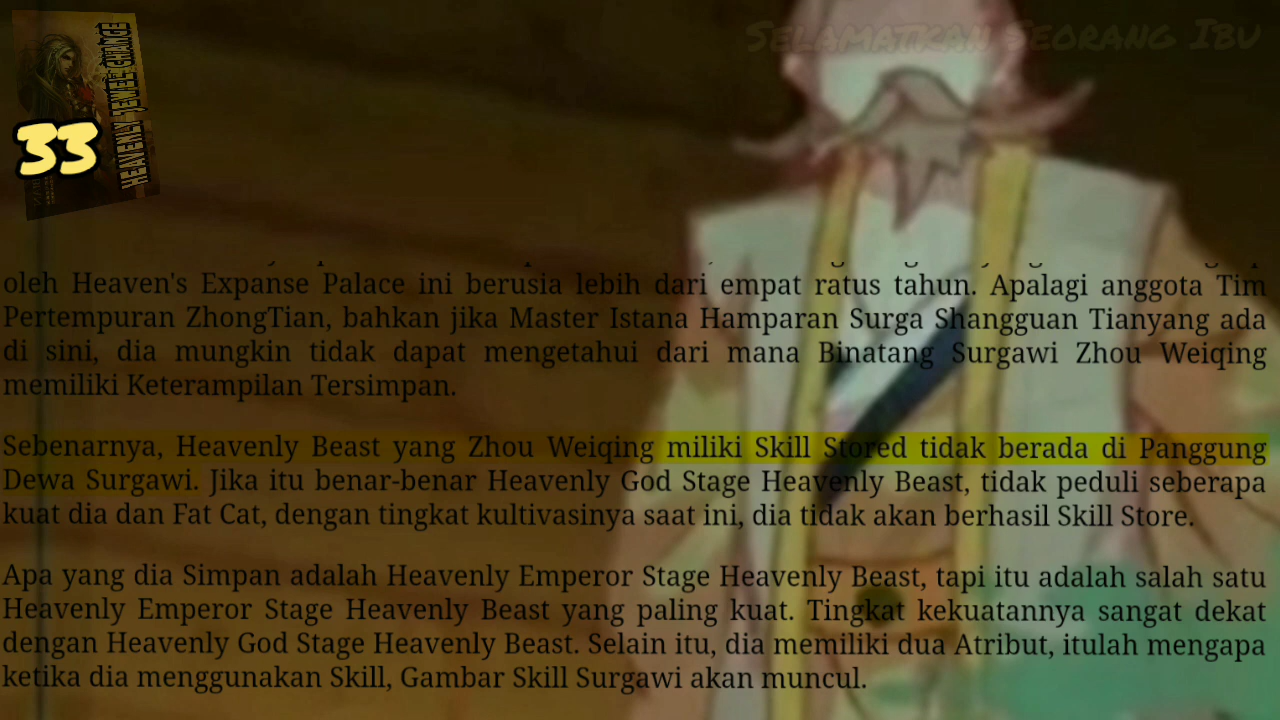 Selamatkan Seorang Ibu
HEAVENLY JEWEL CHANGE
33
oleh Heaven's Expanse Palace ini berusia lebih dari empat ratus tahun. Apalagi anggota Tim
Pertempuran ZhongTian, bahkan jika Master Istana Hamparan Surga Shangguan Tianyang ada
di sini, dia mungkin tidak dapat mengetahui dari mana Binatang Surgawi Zhou Weiqing
memiliki Keterampilan Tersimpan.
Sebenarnya, Heavenly Beast yang Zhou Weiqing miliki Skill Stored tidak berada di Panggung
Dewa Surgawi. Jika itu benar-benar Heavenly God Stage Heavenly Beast, tidak peduli seberapa
kuat dia dan Fat Cat, dengan tingkat kultivasinya saat ini, dia tidak akan berhasil Skill Store.
Apa yang dia Simpan adalah Heavenly Emperor Stage Heavenly Beast, tapi itu adalah salah satu
Heavenly Emperor Stage Heavenly Beast yang paling kuat. Tingkat kekuatannya sangat dekat
dengan Heavenly God Stage Heavenly Beast. Selain itu, dia memiliki dua Atribut, itulah mengapa
ketika dia menggunakan Skill, Gambar Skill Surgawi akan muncul.